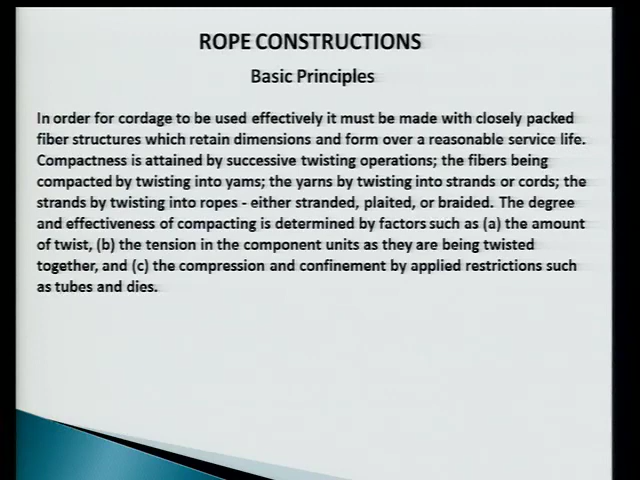 ROPE CONSTRUCTIONS
Basic Principles
In order for cordage to be used effectively it must be made with closely packed
fiber structures which retain dimensions and form over a reasonable service life.
Compactness is attained by successive twisting operations; the fibers being
compacted by twisting into yams; the yarns by twisting into strands or cords; the
strands by twisting into ropes - either stranded, plaited, or braided. The degree
and effectiveness of compacting is determined by factors such as (a) the amount
of twist, (b) the tension in the component units as they are being twisted
together, and (c) the compression and confinement by applied restrictions such
as tubes and dies.